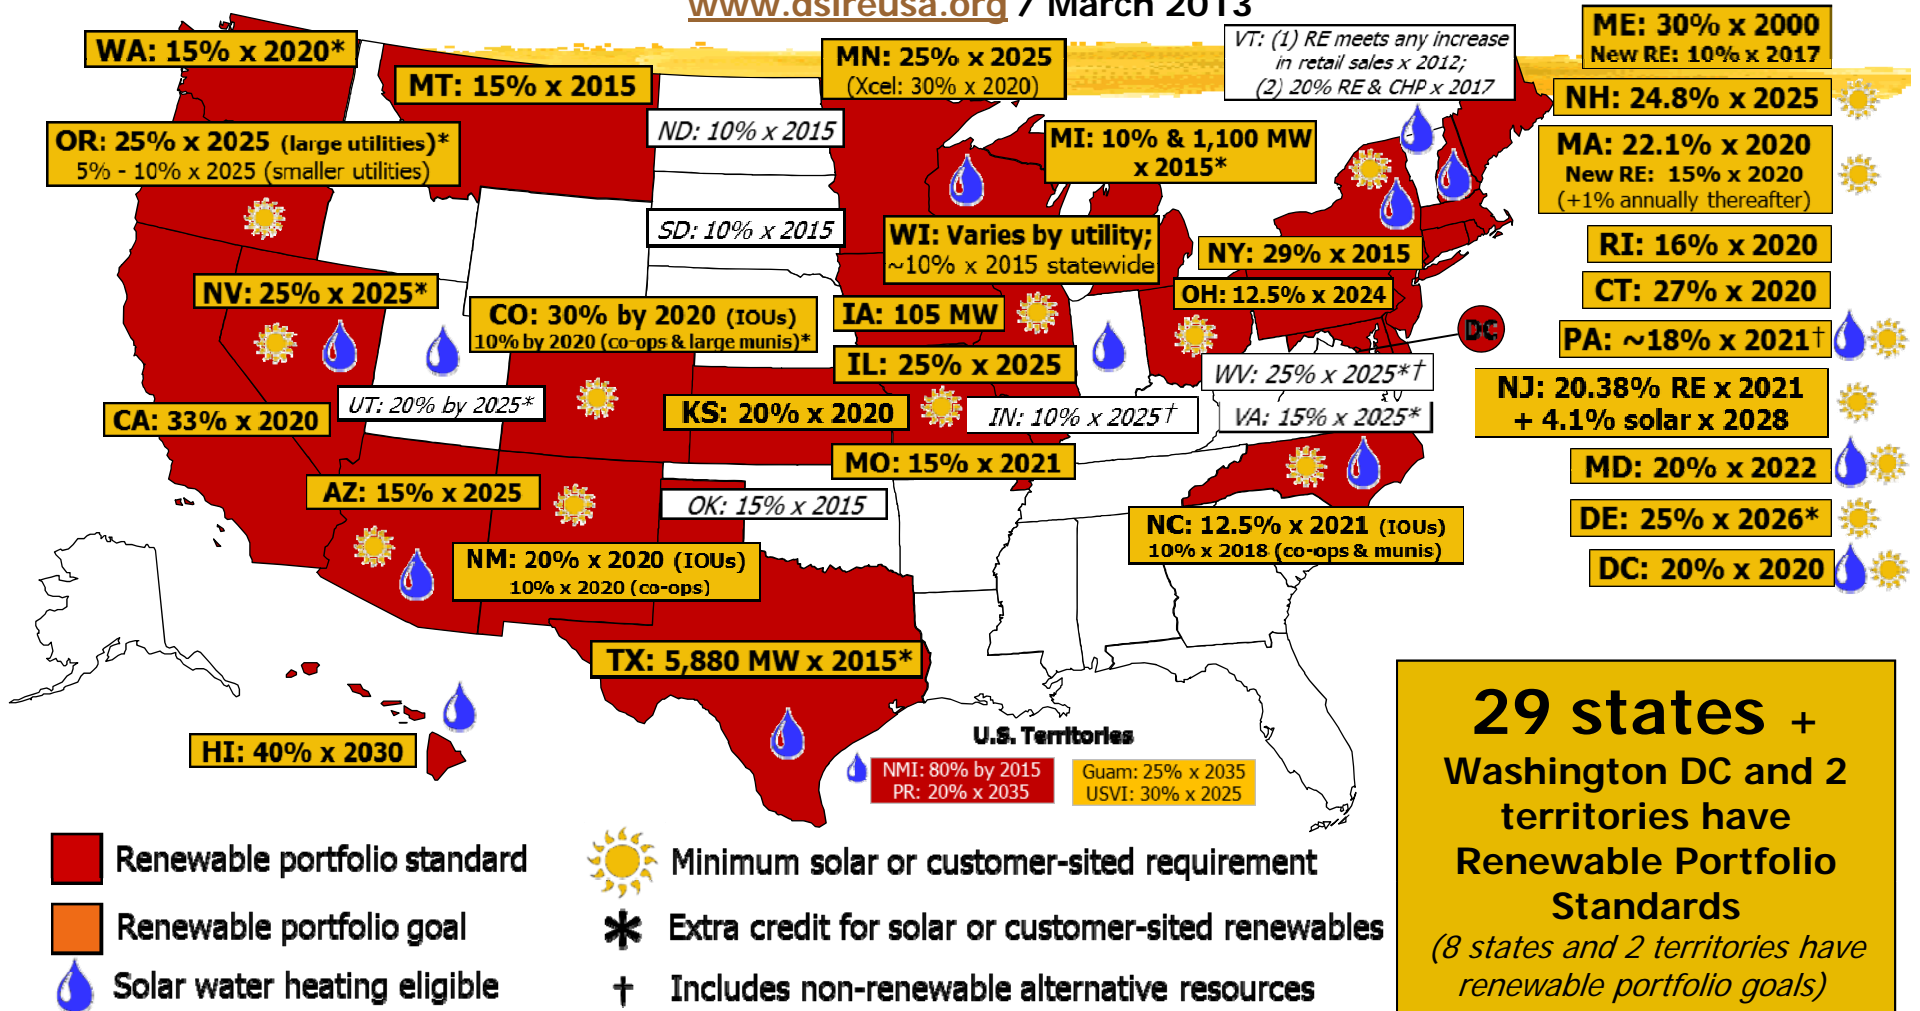 www.dsireusa.org / March 2013
WA: 15% x 2020*
MT: 15% x 2015
MN: 25% x 2025
(Xcel: 30% x 2020)
VT: (1) RE meets any increase
in retail sales x 2012;
(2) 20% RE & CHP x 2017
ME: 30% x 2000
New RE: 10% x 2017
NH: 24.8% x 2025
MA: 22.1% x 2020
New RE: 15% x 2020
(+1% annually thereafter)
RI: 16% x 2020
CT: 27% x 2020
PA: ~18% x 2021†
NJ: 20.38% RE x 2021
+ 4.1% solar x 2028
MD: 20% x 2022
DE: 25% x 2026*
DC: 20% x 2020
OR: 25% x 2025 (large utilities)*
5% - 10% x 2025 (smaller utilities)
ND: 10% x 2015
SD: 10% x 2015
MI: 10% & 1,100 MW
x 2015*
WI: Varies by utility;
~10% x 2015 statewide
NY: 29% x 2015
OH: 12.5% x 2024
DC
NV: 25% x 2025*
CO: 30% by 2020 (IOUs)
10% by 2020 (co-ops & large munis)*
IA: 105 MW
IL: 25% x 2025
WV: 25% x 2025*†
VA: 15% x 2025*
UT: 20% by 2025*
CA: 33% x 2020
KS: 20% x 2020
IN: 10% x 2025†
MO: 15% x 2021
AZ: 15% x 2025
OK: 15% x 2015
NM: 20% x 2020 (IOUs)
10% x 2020 (co-ops)
NC: 12.5% x 2021 (IOUs)
10% x 2018 (co-ops & munis)
TX: 5,880 MW x 2015*
HI: 40% x 2030
U.S. Territories
NMI: 80% by 2015
PR: 20% x 2035
Guam: 25% x 2035
USVI: 30% x 2025
29 states +
Washington DC and 2
territories have
Renewable Portfolio
Standards
(8 states and 2 territories have
renewable portfolio goals)
Renewable portfolio standard
Renewable portfolio goal
Solar water heating eligible
Minimum solar or customer-sited requirement
* Extra credit for solar or customer-sited renewables
† Includes non-renewable alternative resources